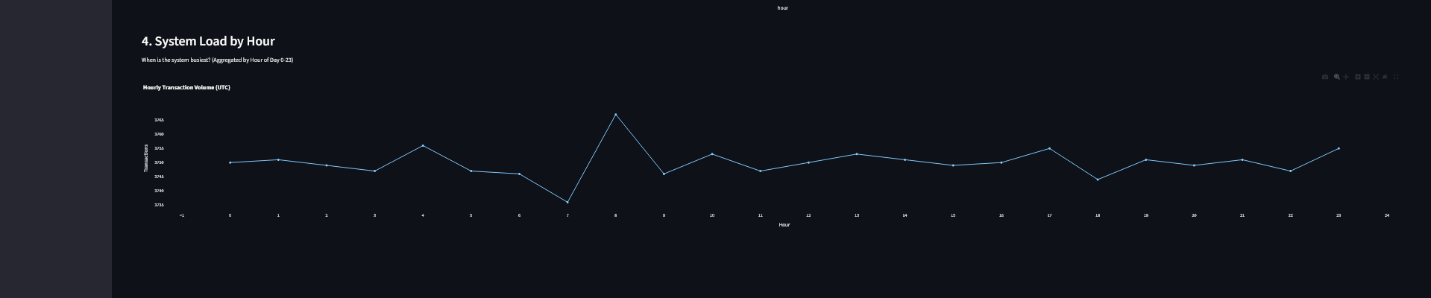 hour
4. System Load by Hour
When is the system busiest? (Aggregated by Hour of Day 0-23)
Hourly Transaction Volume (UTC)
Transactions
-1 0 1 2 3 4 5 6 7 8 9 10 11 12 13 14 15 16 17 18 19 20 21 22 23 24
Hour